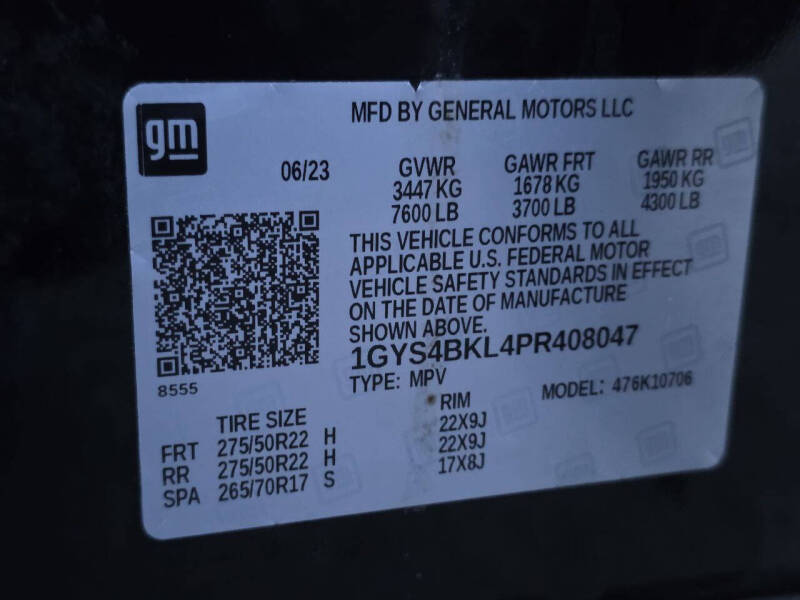 gm
MFD BY GENERAL MOTORS LLC
06/23 GVWR GAWR FRT GAWR RR
3447 KG 1678 KG 1950 KG
7600 LB 3700 LB 4300 LB
THIS VEHICLE CONFORMS TO ALL
APPLICABLE U.S. FEDERAL MOTOR
VEHICLE SAFETY STANDARDS IN EFFECT
ON THE DATE OF MANUFACTURE
SHOWN ABOVE.
1GYS4BKL4PR408047
8555
TYPE: MPV MODEL: 476K10706
TIRE SIZE RIM
FRT 275/50R22 H 22X9J
RR 275/50R22 H 22X9J
SPA 265/70R17 S 17X8J